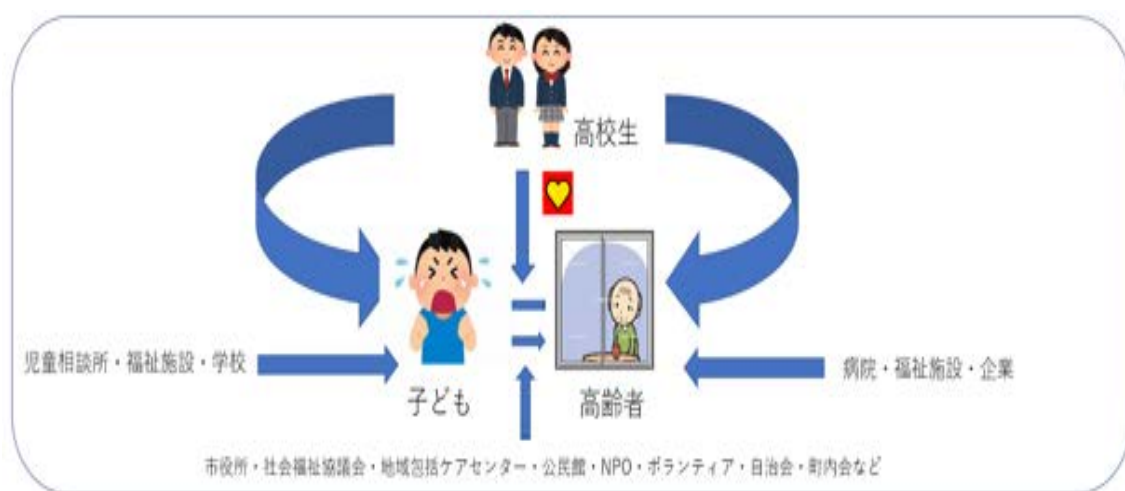 高校生
児童相談所・福祉施設・学校
病院・福祉施設・企業
子ども
高齢者
市役所・社会福祉協議会・地域包括ケアセンター・公民館・NPO・ボランティア・自治会・町内会など